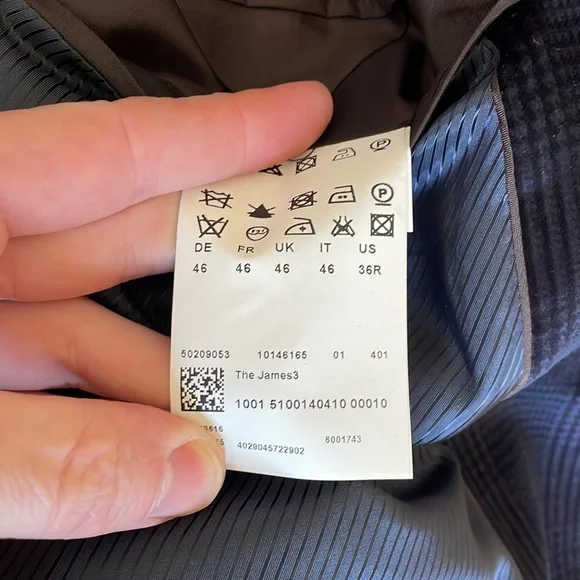 P
P
DE FR UK IT US
46 46 46 46 36R
50209053 10146165 01 401
The James3
1001 5100140410 00010
4029045722902 6001743